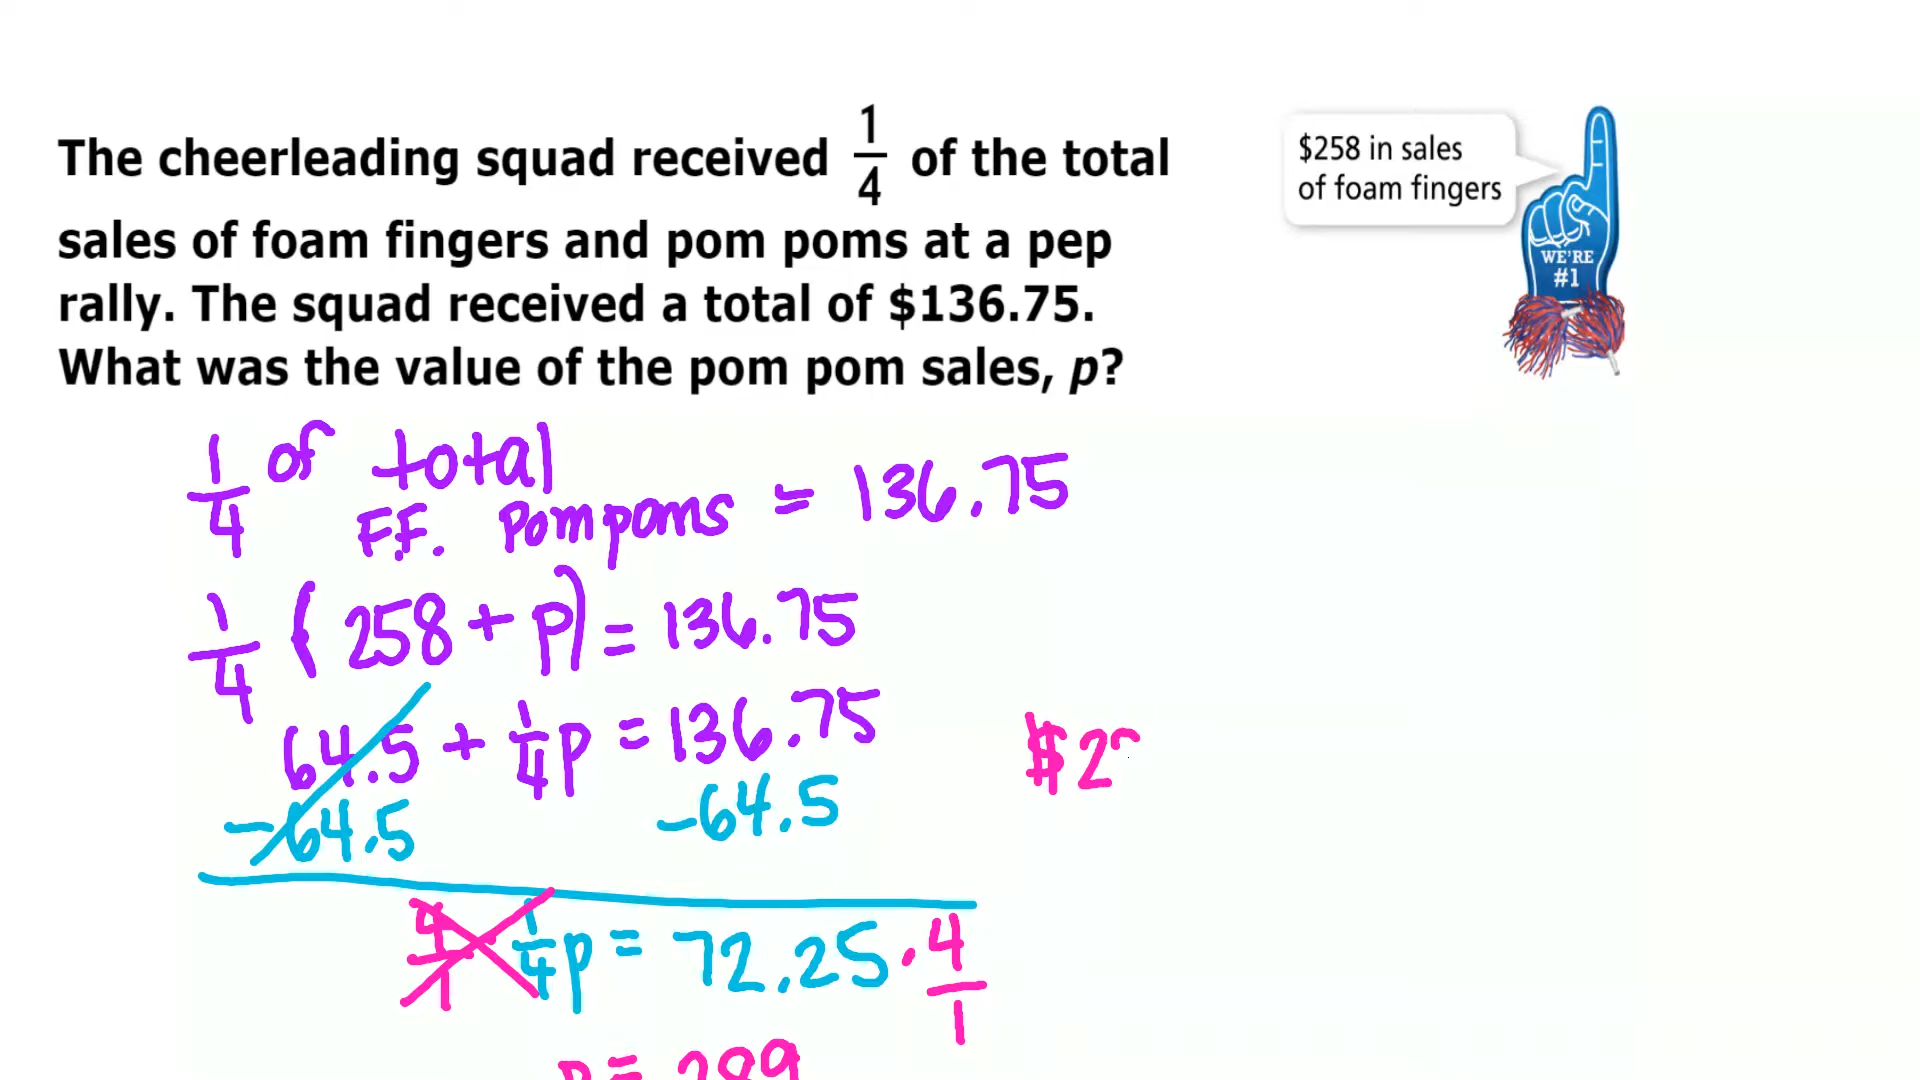 The cheerleading squad received 1/4 of the total
sales of foam fingers and pom poms at a pep
rally. The squad received a total of $136.75.
What was the value of the pom pom sales, p?
$258 in sales
of foam fingers
WE'RE
#1
1/4 of total
F.F. Pom poms = 136.75
1/4 (258 + p) = 136.75
64.5 + 1/4 p = 136.75
-64.5 -64.5
4/1 1/4 p = 72.25 · 4/1
p = 289
$2